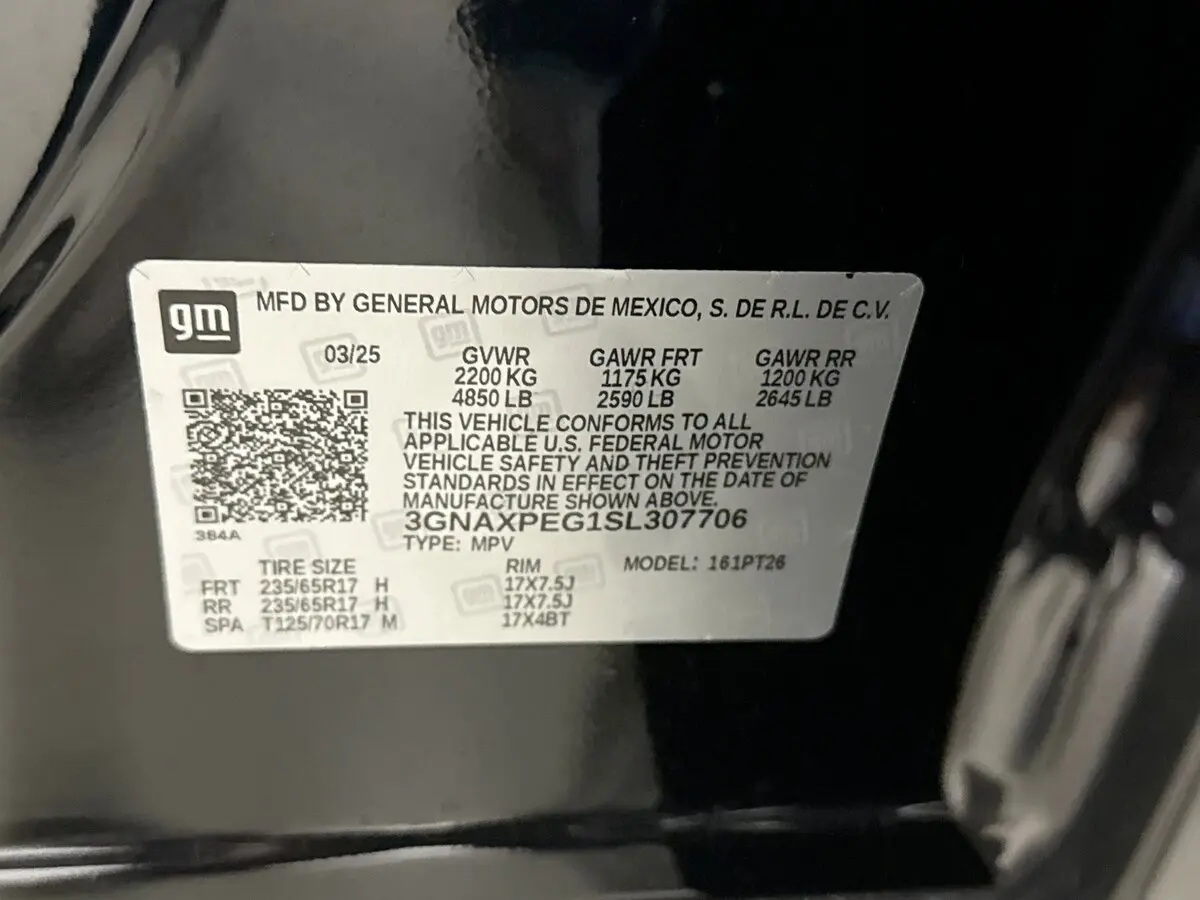 gm MFD BY GENERAL MOTORS DE MEXICO, S. DE R.L. DE C.V.
03/25 GVWR GAWR FRT GAWR RR
2200 KG 1175 KG 1200 KG
4850 LB 2590 LB 2645 LB
THIS VEHICLE CONFORMS TO ALL
APPLICABLE U.S. FEDERAL MOTOR
VEHICLE SAFETY AND THEFT PREVENTION
STANDARDS IN EFFECT ON THE DATE OF
MANUFACTURE SHOWN ABOVE.
3GNAXPEG1SL307706
384A
TYPE: MPV
TIRE SIZE RIM MODEL: 161PT26
FRT 235/65R17 H 17X7.5J
RR 235/65R17 H 17X7.5J
SPA T125/70R17 M 17X4BT